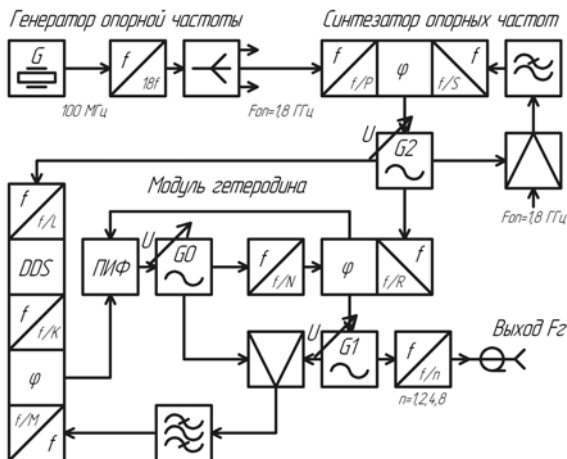 Генератор опорной частоты
Синтезатор опорных частот
G
f
18f
f
f/P
φ
f
f/S
100 МГц
Fоп=1,8 ГГц
U
G2
Fоп=1,8 ГГц
Модуль гетеродина
f
f/L
DDS
f
f/K
φ
f/M
f
ПИФ
U
G0
f
f/N
φ
f
f/R
U
G1
f
f/n
Выход Fг
n=1,2,4,8